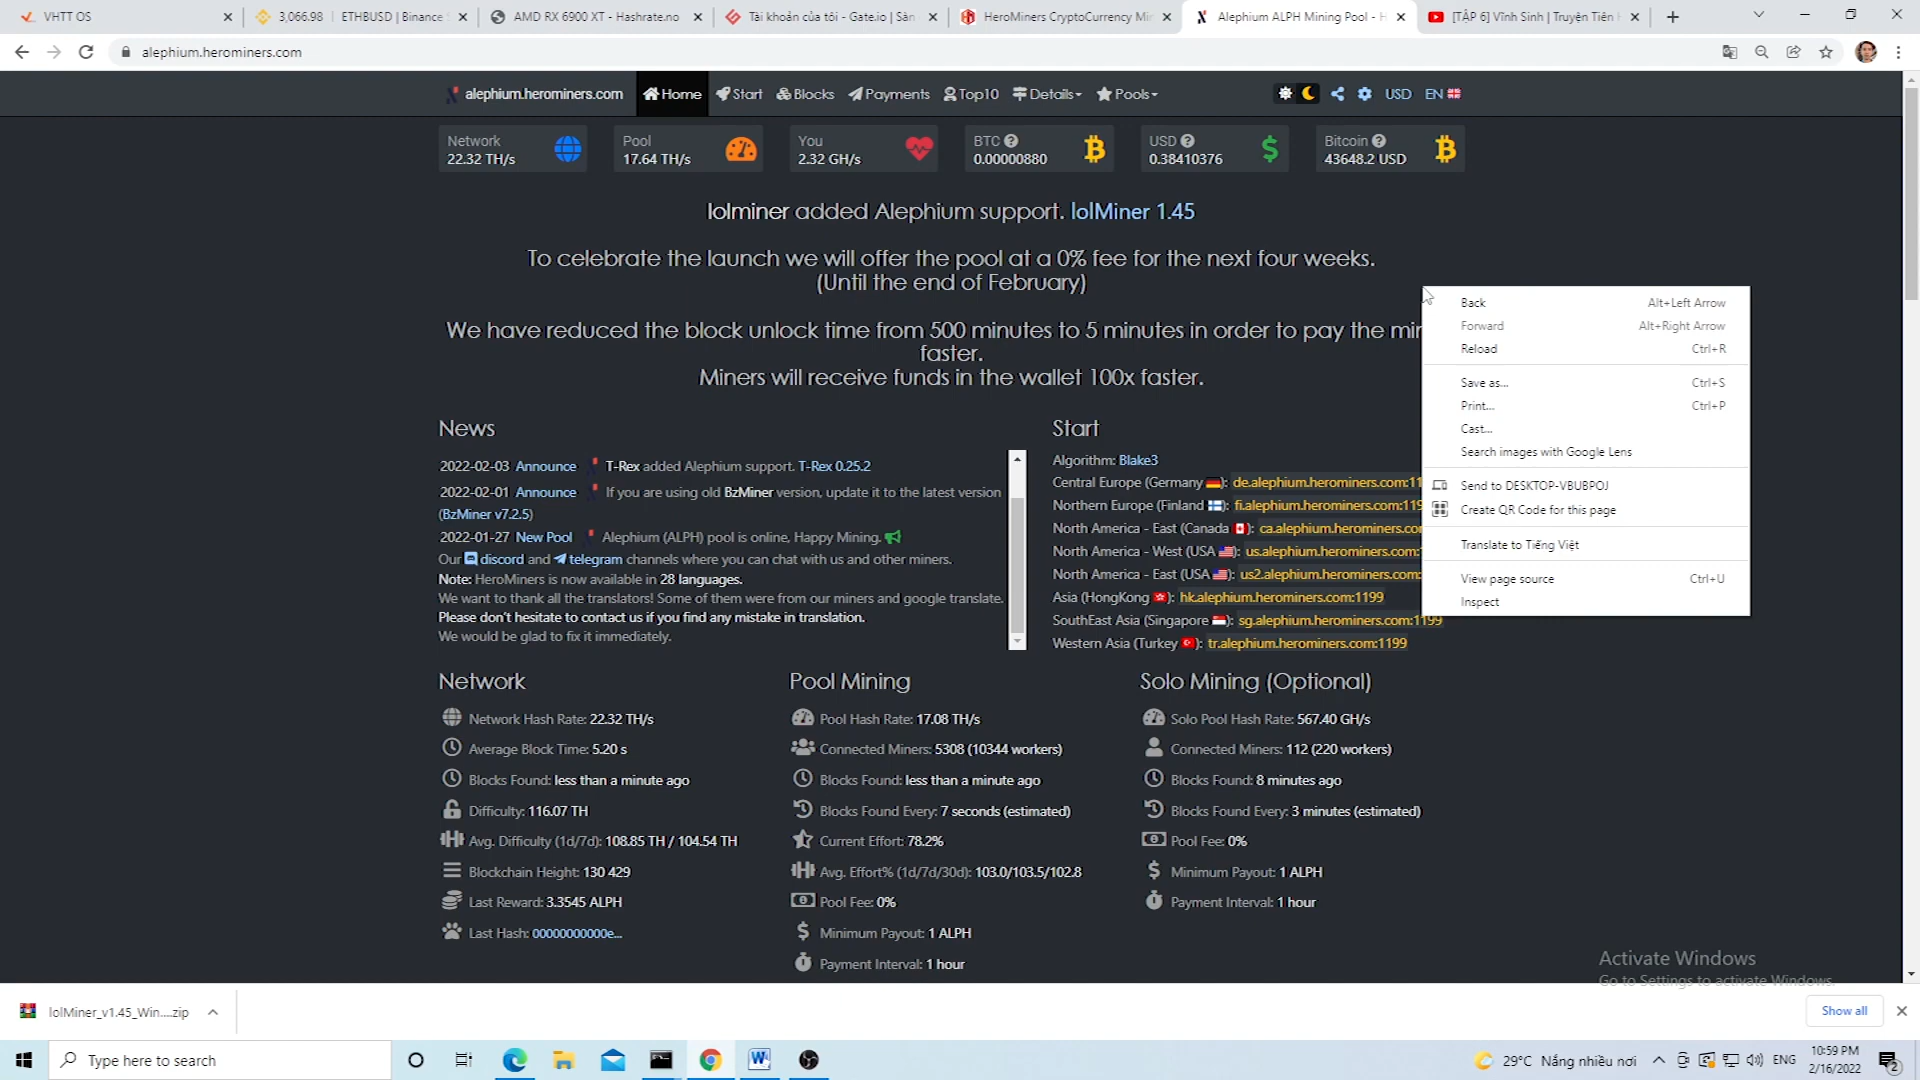 VHTT OS
3,066.98 | ETHBUSD | Binance
AMD RX 6900 XT - Hashrate.no
Tài khoản của tôi - Gate.io | Sàn
HeroMiners CryptoCurrency Mi
Alephium ALPH Mining Pool - H
[TẬP 6] Vĩnh Sinh | Truyện Tiên
alephium.herominers.com
alephium.herominers.com Home Start Blocks Payments Top10 Details Pools USD EN
Network
22.32 TH/s
Pool
17.64 TH/s
You
2.32 GH/s
BTC
0.00000880
USD
0.38410376
Bitcoin
43648.2 USD
lolminer added Alephium support. lolMiner 1.45
To celebrate the launch we will offer the pool at a 0% fee for the next four weeks.
(Until the end of February)
We have reduced the block unlock time from 500 minutes to 5 minutes in order to pay the
faster.
Miners will receive funds in the wallet 100x faster.
Back Alt+Left Arrow
Forward Alt+Right Arrow
Reload Ctrl+R
Save as... Ctrl+S
Print... Ctrl+P
Cast...
Search images with Google Lens
Send to DESKTOP-VBUBPOJ
Create QR Code for this page
Translate to Tiếng Việt
View page source Ctrl+U
Inspect
News
2022-02-03 Announce T-Rex added Alephium support. T-Rex 0.25.2
2022-02-01 Announce If you are using old BzMiner version, update it to the latest version
(BzMiner v7.2.5)
2022-01-27 New Pool Alephium (ALPH) pool is online, Happy Mining.
Our discord and telegram channels where you can chat with us and other miners.
Note: HeroMiners is now available in 28 languages.
We want to thank all the translators! Some of them were from our miners and google translate.
Please don't hesitate to contact us if you find any mistake in translation.
We would be glad to fix it immediately.
Start
Algorithm: Blake3
Central Europe (Germany): de.alephium.herominers.com:11
Northern Europe (Finland): fi.alephium.herominers.com:119
North America - East (Canada): ca.alephium.herominers.co
North America - West (USA): us.alephium.herominers.com:
North America - East (USA): us2.alephium.herominers.com:
Asia (HongKong): hk.alephium.herominers.com:1199
SouthEast Asia (Singapore): sg.alephium.herominers.com:1199
Western Asia (Turkey): tr.alephium.herominers.com:1199
Network
Network Hash Rate: 22.32 TH/s
Average Block Time: 5.20 s
Blocks Found: less than a minute ago
Difficulty: 116.07 TH
Avg. Difficulty (1d/7d): 108.85 TH / 104.54 TH
Blockchain Height: 130 429
Last Reward: 3.3545 ALPH
Last Hash: 00000000000e...
Pool Mining
Pool Hash Rate: 17.08 TH/s
Connected Miners: 5308 (10344 workers)
Blocks Found: less than a minute ago
Blocks Found Every: 7 seconds (estimated)
Current Effort: 78.2%
Avg. Effort% (1d/7d/30d): 103.0/103.5/102.8
Pool Fee: 0%
Minimum Payout: 1 ALPH
Payment Interval: 1 hour
Solo Mining (Optional)
Solo Pool Hash Rate: 567.40 GH/s
Connected Miners: 112 (220 workers)
Blocks Found: 8 minutes ago
Blocks Found Every: 3 minutes (estimated)
Pool Fee: 0%
Minimum Payout: 1 ALPH
Payment Interval: 1 hour
Activate Windows
Go to Settings to activate Windows.
lolMiner_v1.45_Win....zip
Show all
Type here to search
29°C Nắng nhiều nơi
ENG
10:59 PM
2/16/2022
2